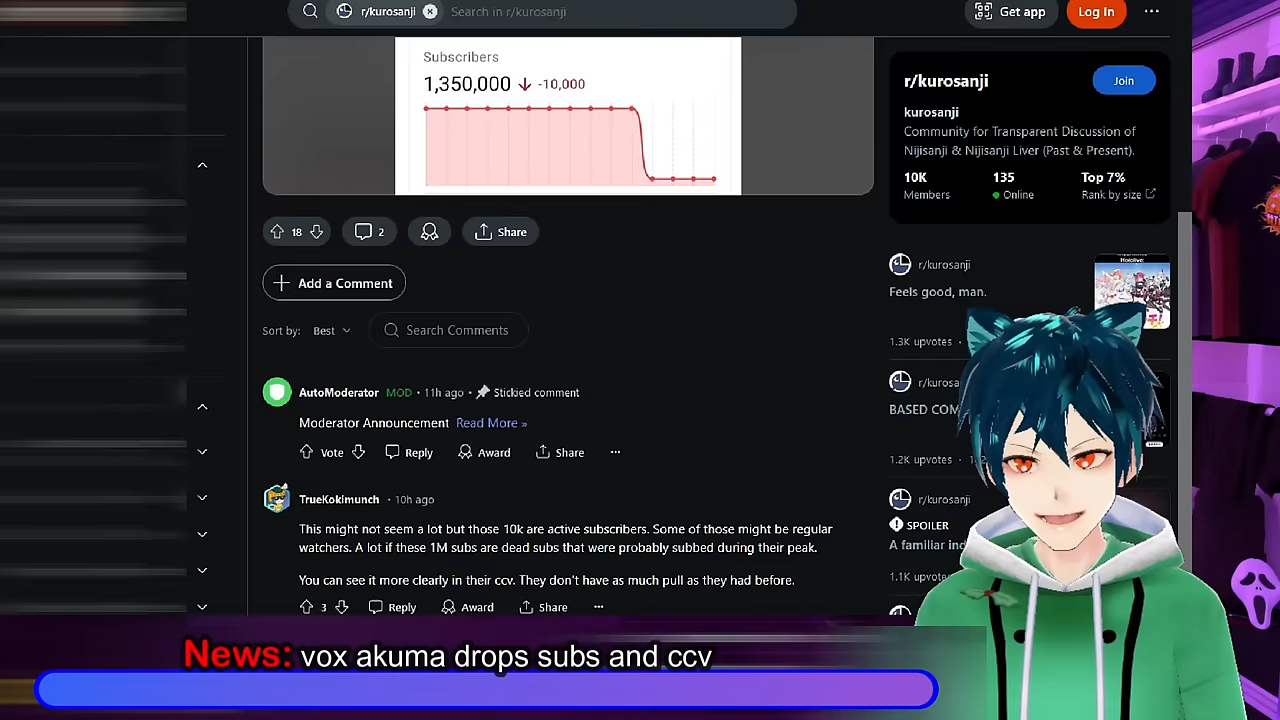 r/kurosanji
Search in r/kurosanji
Get app
Log In
Subscribers
1,350,000 ↓ -10,000
18
2
Share
Add a Comment
Sort by: Best
Search Comments
AutoModerator MOD • 11h ago • Stickied comment
Moderator Announcement Read More »
Vote Reply Award Share
TrueKokimunch • 10h ago
This might not seem a lot but those 10k are active subscribers. Some of those might be regular
watchers. A lot if these 1M subs are dead subs that were probably subbed during their peak.
You can see it more clearly in their ccv. They don't have as much pull as they had before.
3 Reply Award Share
r/kurosanji
Join
kurosanji
Community for Transparent Discussion of
Nijisanji & Nijisanji Liver (Past & Present).
10K 135 Top 7%
Members Online Rank by size
r/kurosanji
Feels good, man.
Hololive:
1.3K upvotes •
r/kurosa
BASED COM
1.2K upvotes •
r/kurosanji
SPOILER
A familiar ind
1.1K upvote
News: vox akuma drops subs and ccv